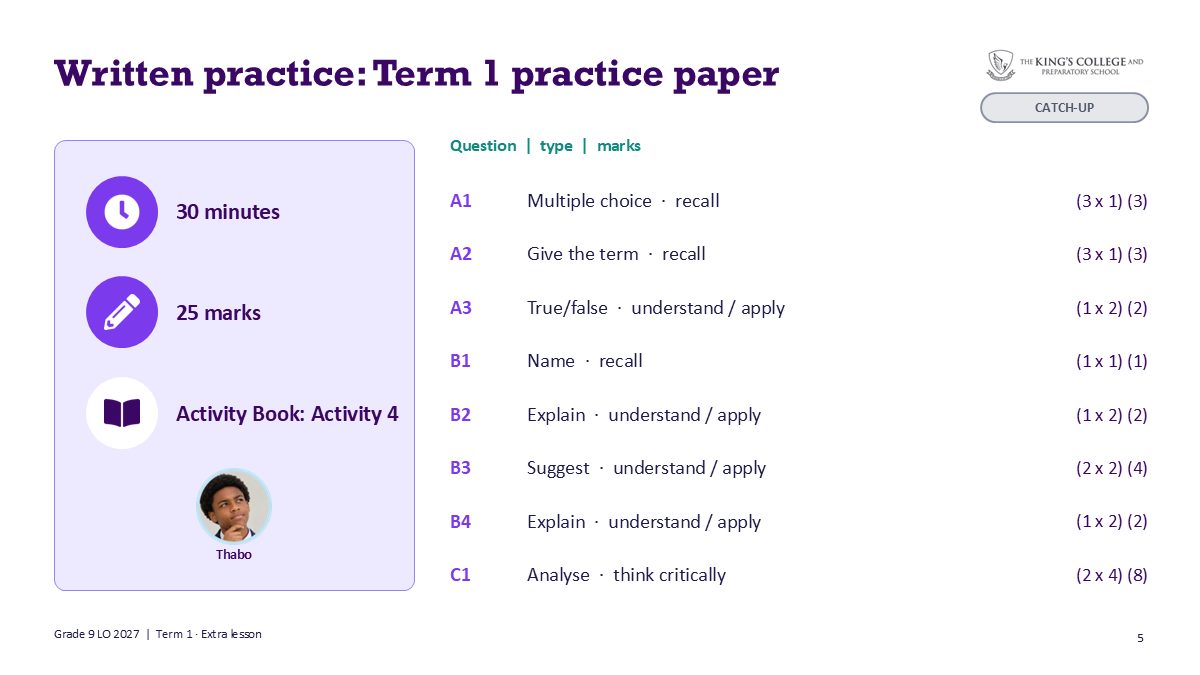 Written practice: Term 1 practice paper
THE KING'S COLLEGE AND
PREPARATORY SCHOOL
CATCH-UP
30 minutes
25 marks
Activity Book: Activity 4
Thabo
Question | type | marks
A1 Multiple choice · recall (3 x 1) (3)
A2 Give the term · recall (3 x 1) (3)
A3 True/false · understand / apply (1 x 2) (2)
B1 Name · recall (1 x 1) (1)
B2 Explain · understand / apply (1 x 2) (2)
B3 Suggest · understand / apply (2 x 2) (4)
B4 Explain · understand / apply (1 x 2) (2)
C1 Analyse · think critically (2 x 4) (8)
Grade 9 LO 2027 | Term 1 · Extra lesson
5